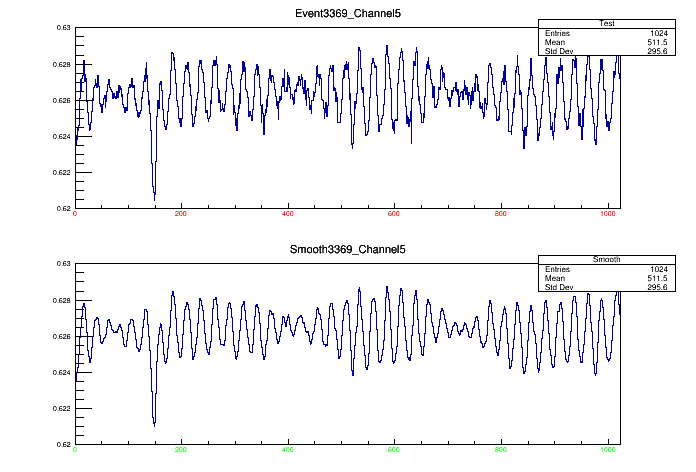 Event3369_Channel5
Test
Entries 1024
Mean 511.5
Std Dev 295.6
0.63
0.628
0.626
0.624
0.622
0.62
0 200 400 600 800 1000
Smooth3369_Channel5
Smooth
Entries 1024
Mean 511.5
Std Dev 295.6
0.63
0.628
0.626
0.624
0.622
0.62
0 200 400 600 800 1000